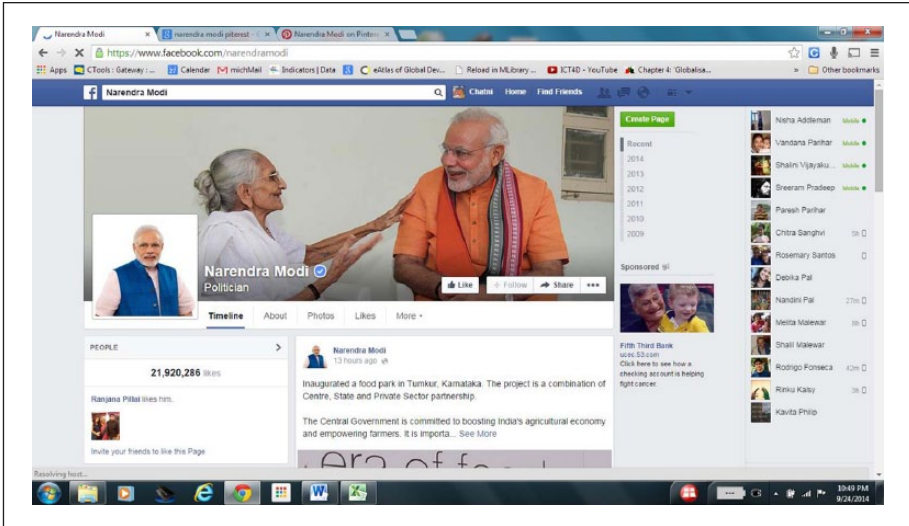 Narendra Modi
narendra modi piterest - G
Narendra Modi on Pintere
https://www.facebook.com/narendramodi
Apps
CTools : Gateway : ...
Calender
michMail
Indicators | Data
eAtlas of Global Dev...
Reload in MLibrary ...
ICT4D - YouTube
Chapter 4: 'Globalisa...
»
Other bookmarks
Narendra Modi
Chatni
Home
Find Friends
Narendra Modi
Politician
Like
+ Follow
Share
Timeline
About
Photos
Likes
More
PEOPLE
21,920,286 likes
Ranjana Pillai likes him.
Invite your friends to like this Page
Narendra Modi
13 hours ago
Inaugurated a food park in Tumkur, Karnataka. The project is a combination of
Centre, State and Private Sector partnership.
The Central Government is committed to boosting India's agricultural economy
and empowering farmers. It is importa... See More
Create Page
Recent
2014
2013
2012
2011
2010
2009
Sponsored
Fifth Third Bank
Click here to see how a
checking account is helping
fight cancer.
Nisha Addleman Mobile
Vandana Parihar Mobile
Shalini Vijayaku... Mobile
Sreeram Pradeep Mobile
Paresh Parihar
Chitra Sanghvi 5h
Rosemary Santos
Debika Pal
Nandini Pal 27m
Melita Malewar
Shalil Malewar
Rodrigo Fonseca 42m
Rinku Kalsy 3h
Kavita Philip
Resolving host...
10:49 PM
9/24/2014